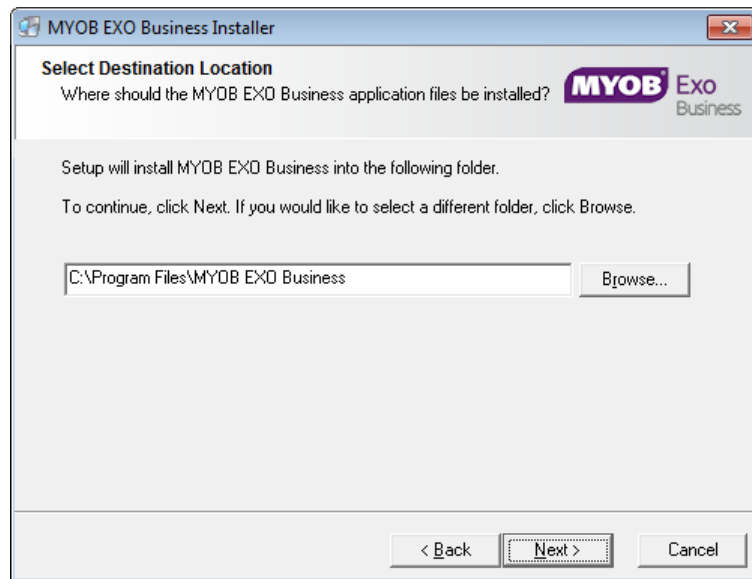 MYOB EXO Business Installer
Select Destination Location
Where should the MYOB EXO Business application files be installed?
MYOB Exo
Business
Setup will install MYOB EXO Business into the following folder.
To continue, click Next. If you would like to select a different folder, click Browse.
C:\Program Files\MYOB EXO Business
Browse...
< Back
Next >
Cancel